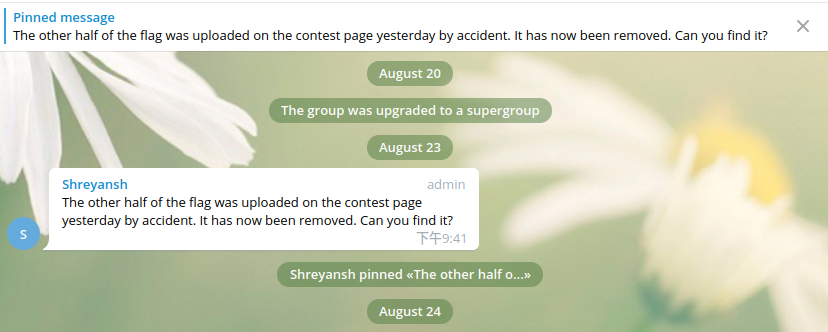 Pinned message
The other half of the flag was uploaded on the contest page yesterday by accident. It has now been removed. Can you find it?
August 20
The group was upgraded to a supergroup
August 23
Shreyansh admin
The other half of the flag was uploaded on the contest page
yesterday by accident. It has now been removed. Can you find it?
下午9:41
S
Shreyansh pinned «The other half o...»
August 24